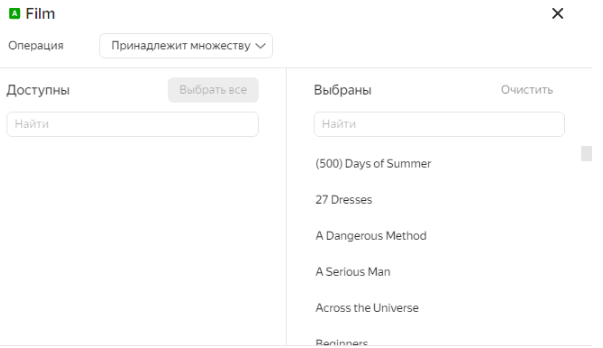 A Film
Операция Принадлежит множеству
Доступны Выбрать все
Найти
Выбраны Очистить
Найти
(500) Days of Summer
27 Dresses
A Dangerous Method
A Serious Man
Across the Universe
Beginners